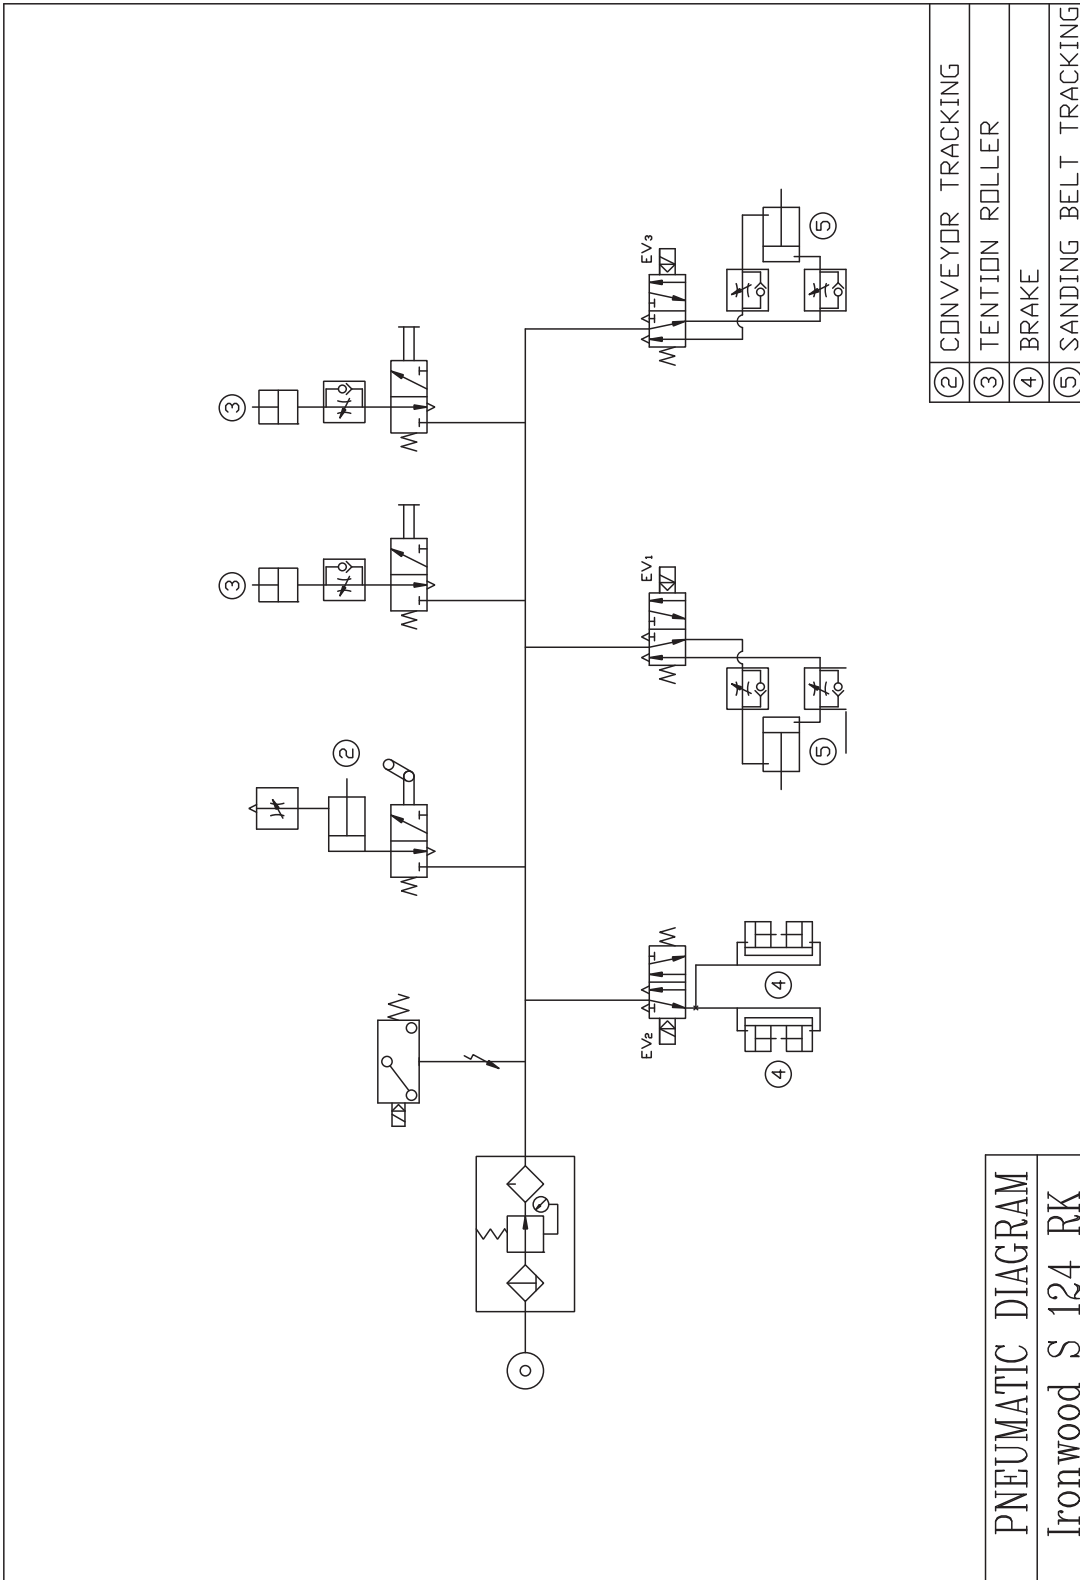 3
3
2
EV3
5
EV1
5
EV2
4
4
2 CONVEYOR TRACKING
3 TENTION ROLLER
4 BRAKE
5 SANDING BELT TRACKING
PNEUMATIC DIAGRAM
Ironwood S 124 RK